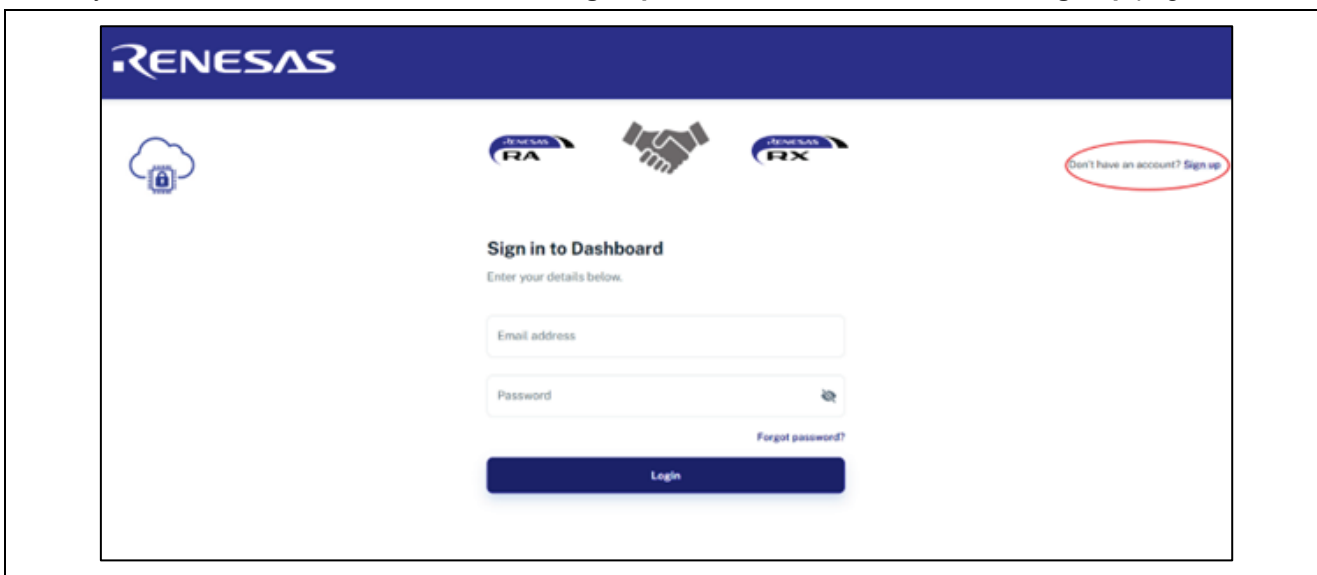 RENESAS
RENESAS
RA
RENESAS
RX
Don't have an account? Sign up
Sign in to Dashboard
Enter your details below.
Email address
Password
Forgot password?
Login